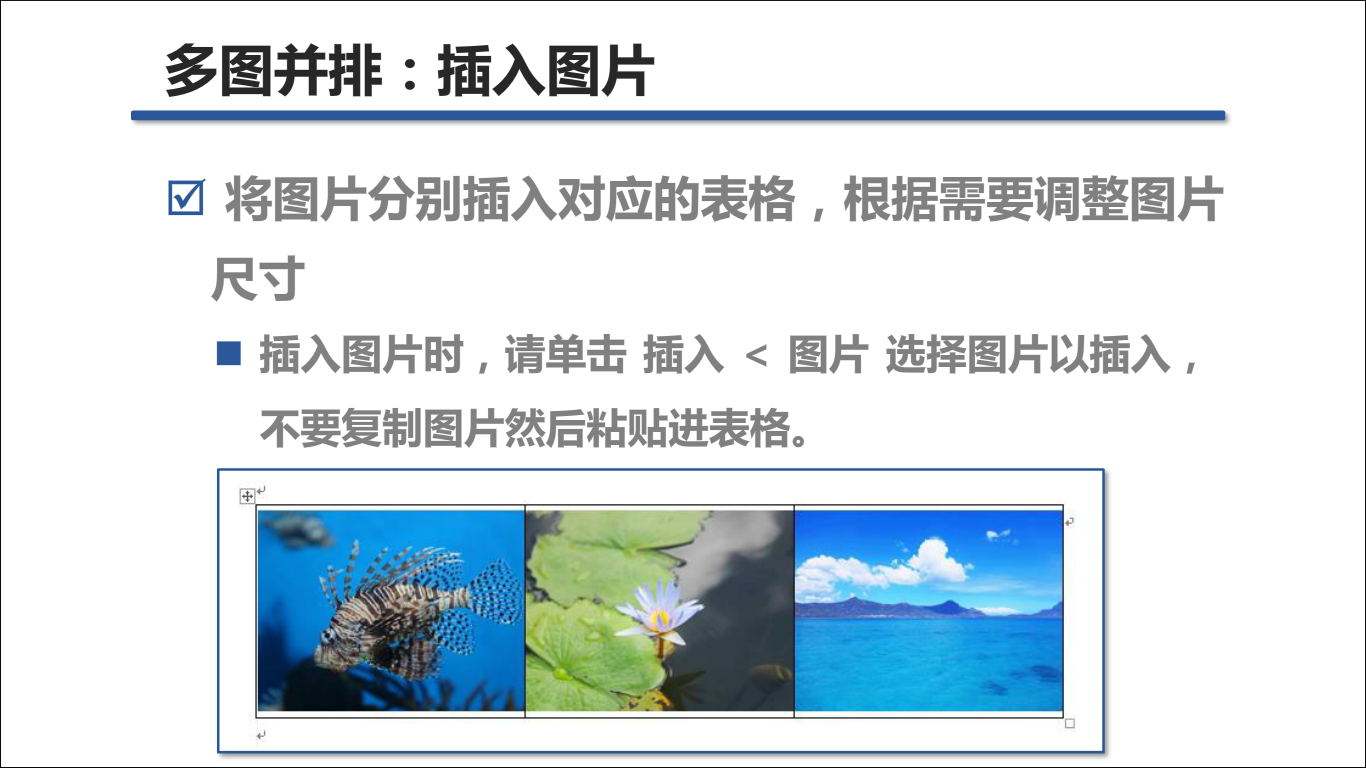 多图并排：插入图片
将图片分别插入对应的表格，根据需要调整图片
尺寸
插入图片时，请单击 插入 < 图片 选择图片以插入，
不要复制图片然后粘贴进表格。